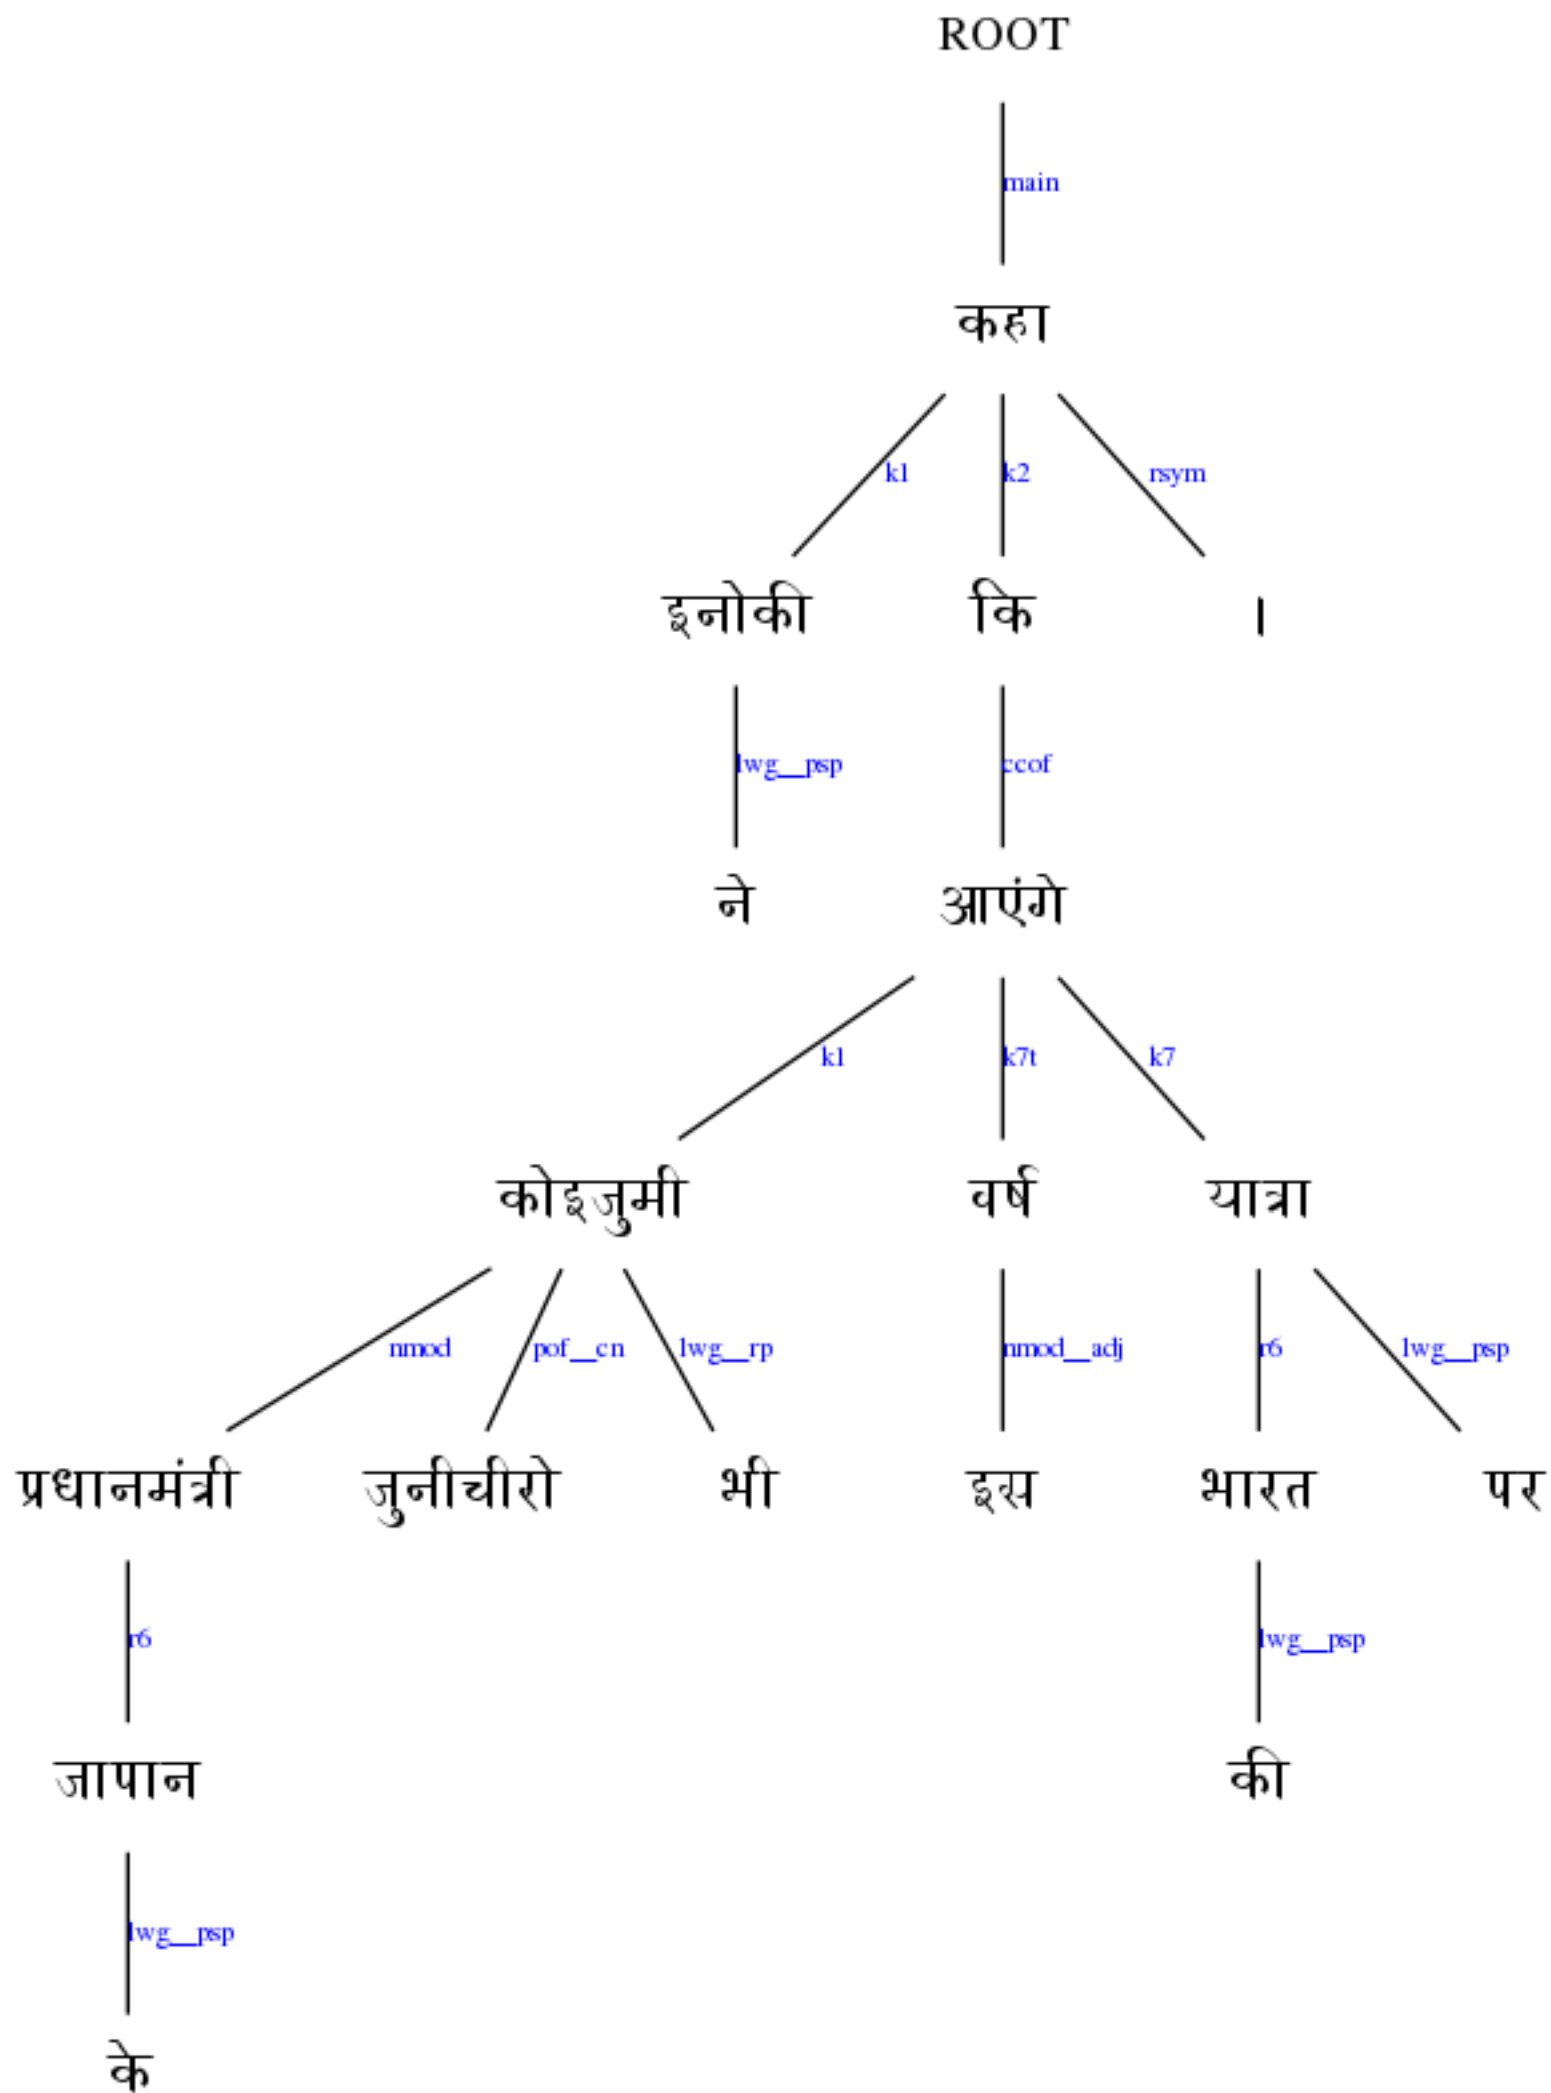 ROOT
main
कहा
k1 k2 rsym
इनोकी कि ।
lwg__psp ccof
ने आएंगे
k1 k7t k7
कोइजुमी वर्ष यात्रा
nmod pof__cn lwg__rp nmod__adj r6 lwg__psp
प्रधानमंत्री जुनीचीरो भी इस भारत पर
r6 lwg__psp
जापान की
lwg__psp
के